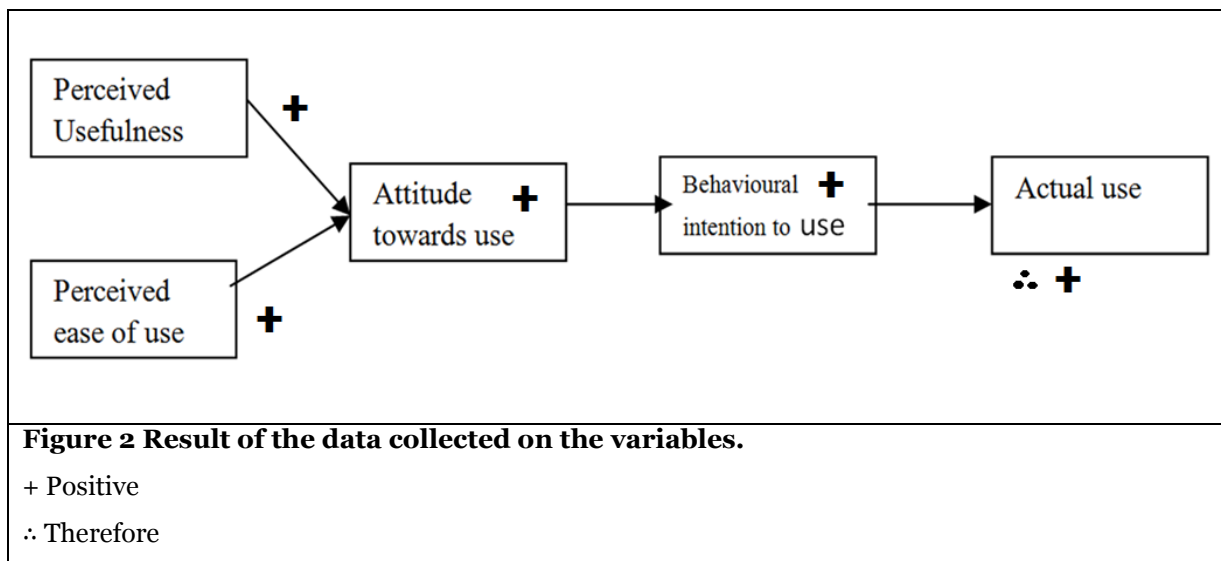 Perceived
Usefulness
+
Perceived
ease of use
+
Attitude +
towards use
Behavioural +
intention to use
Actual use
∴ +
Figure 2 Result of the data collected on the variables.
+ Positive
∴ Therefore